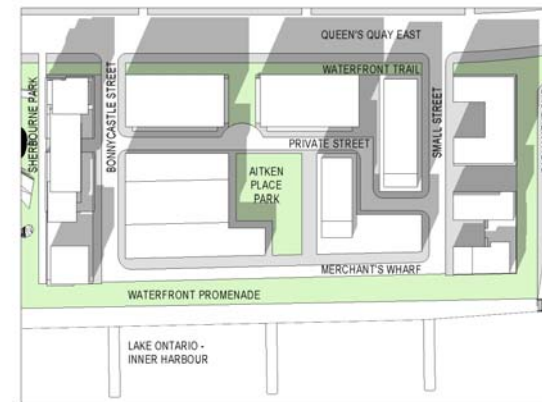 QUEEN'S QUAY EAST
WATERFRONT TRAIL
SHERBOURNE PARK
BONNYCASTLE STREET
SMALL STREET
PRIVATE STREET
AITKEN
PLACE
PARK
MERCHANT'S WHARF
WATERFRONT PROMENADE
LAKE ONTARIO -
INNER HARBOUR